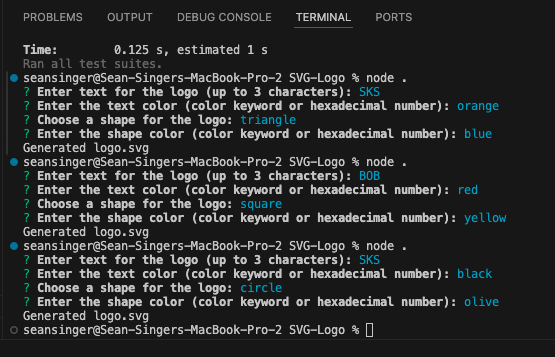 PROBLEMS OUTPUT DEBUG CONSOLE TERMINAL PORTS
Time: 0.125 s, estimated 1 s
Ran all test suites.
seansinger@Sean-Singers-MacBook-Pro-2 SVG-Logo % node .
? Enter text for the logo (up to 3 characters): SKS
? Enter the text color (color keyword or hexadecimal number): orange
? Choose a shape for the logo: triangle
? Enter the shape color (color keyword or hexadecimal number): blue
Generated logo.svg
seansinger@Sean-Singers-MacBook-Pro-2 SVG-Logo % node .
? Enter text for the logo (up to 3 characters): BOB
? Enter the text color (color keyword or hexadecimal number): red
? Choose a shape for the logo: square
? Enter the shape color (color keyword or hexadecimal number): yellow
Generated logo.svg
seansinger@Sean-Singers-MacBook-Pro-2 SVG-Logo % node .
? Enter text for the logo (up to 3 characters): SKS
? Enter the text color (color keyword or hexadecimal number): black
? Choose a shape for the logo: circle
? Enter the shape color (color keyword or hexadecimal number): olive
Generated logo.svg
seansinger@Sean-Singers-MacBook-Pro-2 SVG-Logo %